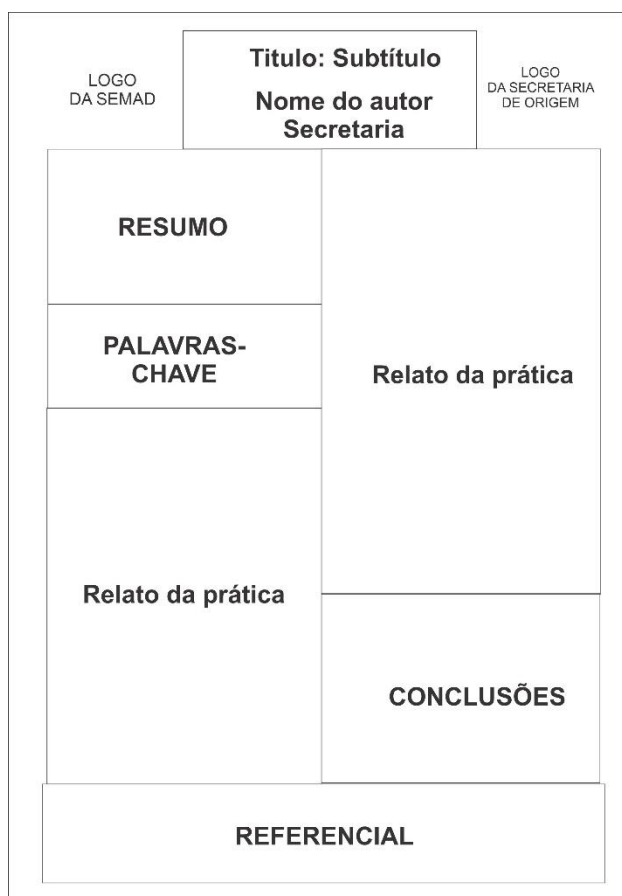 LOGO
DA SEMAD
Titulo: Subtítulo
Nome do autor
Secretaria
LOGO
DA SECRETARIA
DE ORIGEM
RESUMO
PALAVRAS-
CHAVE
Relato da prática
Relato da prática
CONCLUSÕES
REFERENCIAL